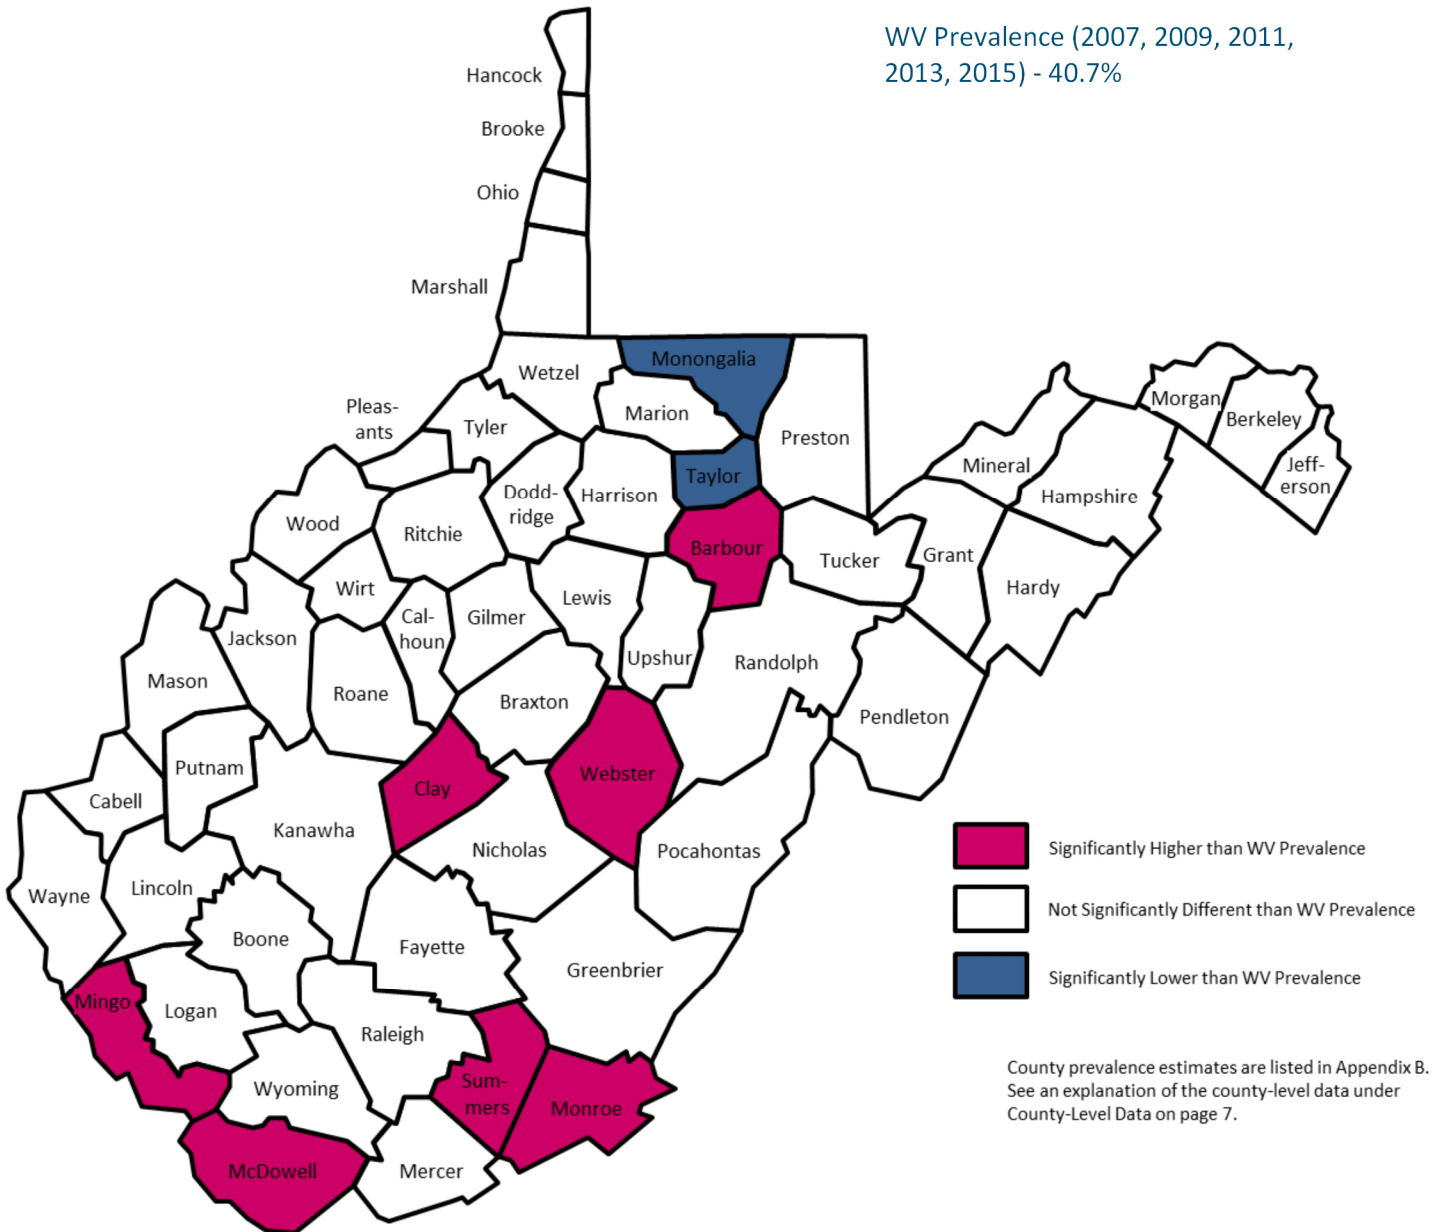 WV Prevalence (2007, 2009, 2011,
2013, 2015) - 40.7%
Hancock
Brooke
Ohio
Marshall
Wetzel
Monongalia
Marion
Pleas-
ants
Tyler
Preston
Morgan
Berkeley
Jeff-
erson
Mineral
Hampshire
Taylor
Dodd-
ridge
Harrison
Wood
Ritchie
Barbour
Tucker
Grant
Hardy
Wirt
Lewis
Cal-
houn
Gilmer
Jackson
Upshur
Randolph
Mason
Roane
Braxton
Pendleton
Putnam
Clay
Webster
Cabell
Kanawha
Nicholas
Pocahontas
Wayne
Lincoln
Boone
Fayette
Greenbrier
Mingo
Logan
Raleigh
Wyoming
Sum-
mers
Monroe
McDowell
Mercer
Significantly Higher than WV Prevalence
Not Significantly Different than WV Prevalence
Significantly Lower than WV Prevalence
County prevalence estimates are listed in Appendix B.
See an explanation of the county-level data under
County-Level Data on page 7.